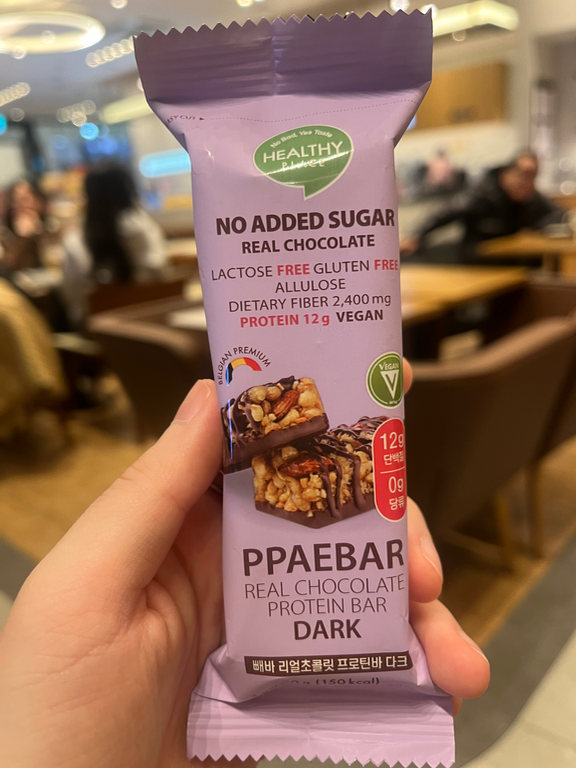 HEALTHY
PLACE
NO ADDED SUGAR
REAL CHOCOLATE
LACTOSE FREE GLUTEN FREE
ALLULOSE
DIETARY FIBER 2,400 mg
PROTEIN 12g VEGAN
BELGIAN PREMIUM
VEGAN
12g
단백질
0g
당류
PPAEBAR
REAL CHOCOLATE
PROTEIN BAR
DARK
빼바 리얼초콜릿 프로틴바 다크
(150 kcal)